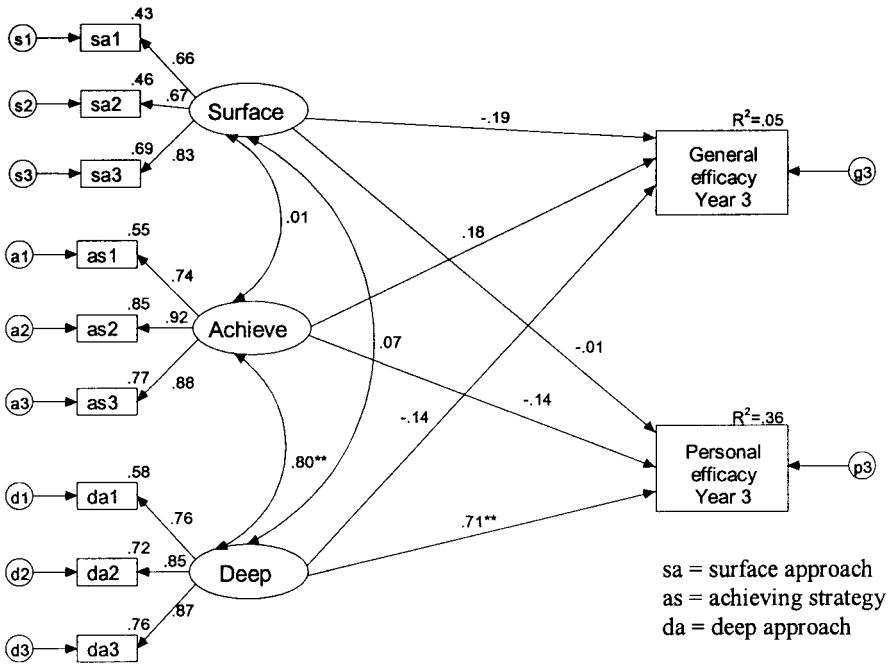 .43
s1
sa1
.66
.46
s2
sa2
.67
Surface
.69
s3
sa3
.83
-.19
R²=.05
General
efficacy
Year 3
g3
.01
.18
.55
a1
as1
.74
.85
a2
as2
.92
Achieve
.07
-.01
.77
a3
as3
.88
-.14
-.14
R²=.36
Personal
efficacy
Year 3
p3
.80**
.58
d1
da1
.76
.71**
.72
d2
da2
.85
Deep
.76
d3
da3
.87
sa = surface approach
as = achieving strategy
da = deep approach